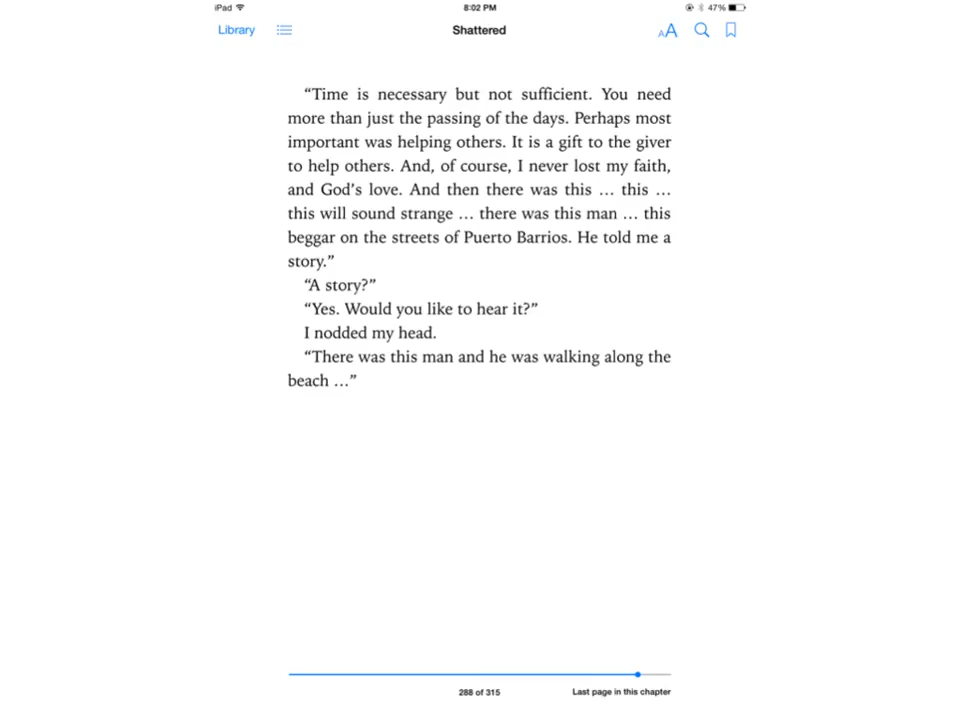 iPad 8:02 PM 47%
Library Shattered AA
“Time is necessary but not sufficient. You need
more than just the passing of the days. Perhaps most
important was helping others. It is a gift to the giver
to help others. And, of course, I never lost my faith,
and God’s love. And then there was this … this …
this will sound strange … there was this man … this
beggar on the streets of Puerto Barrios. He told me a
story.”
“A story?”
“Yes. Would you like to hear it?”
I nodded my head.
“There was this man and he was walking along the
beach …”
288 of 315 Last page in this chapter